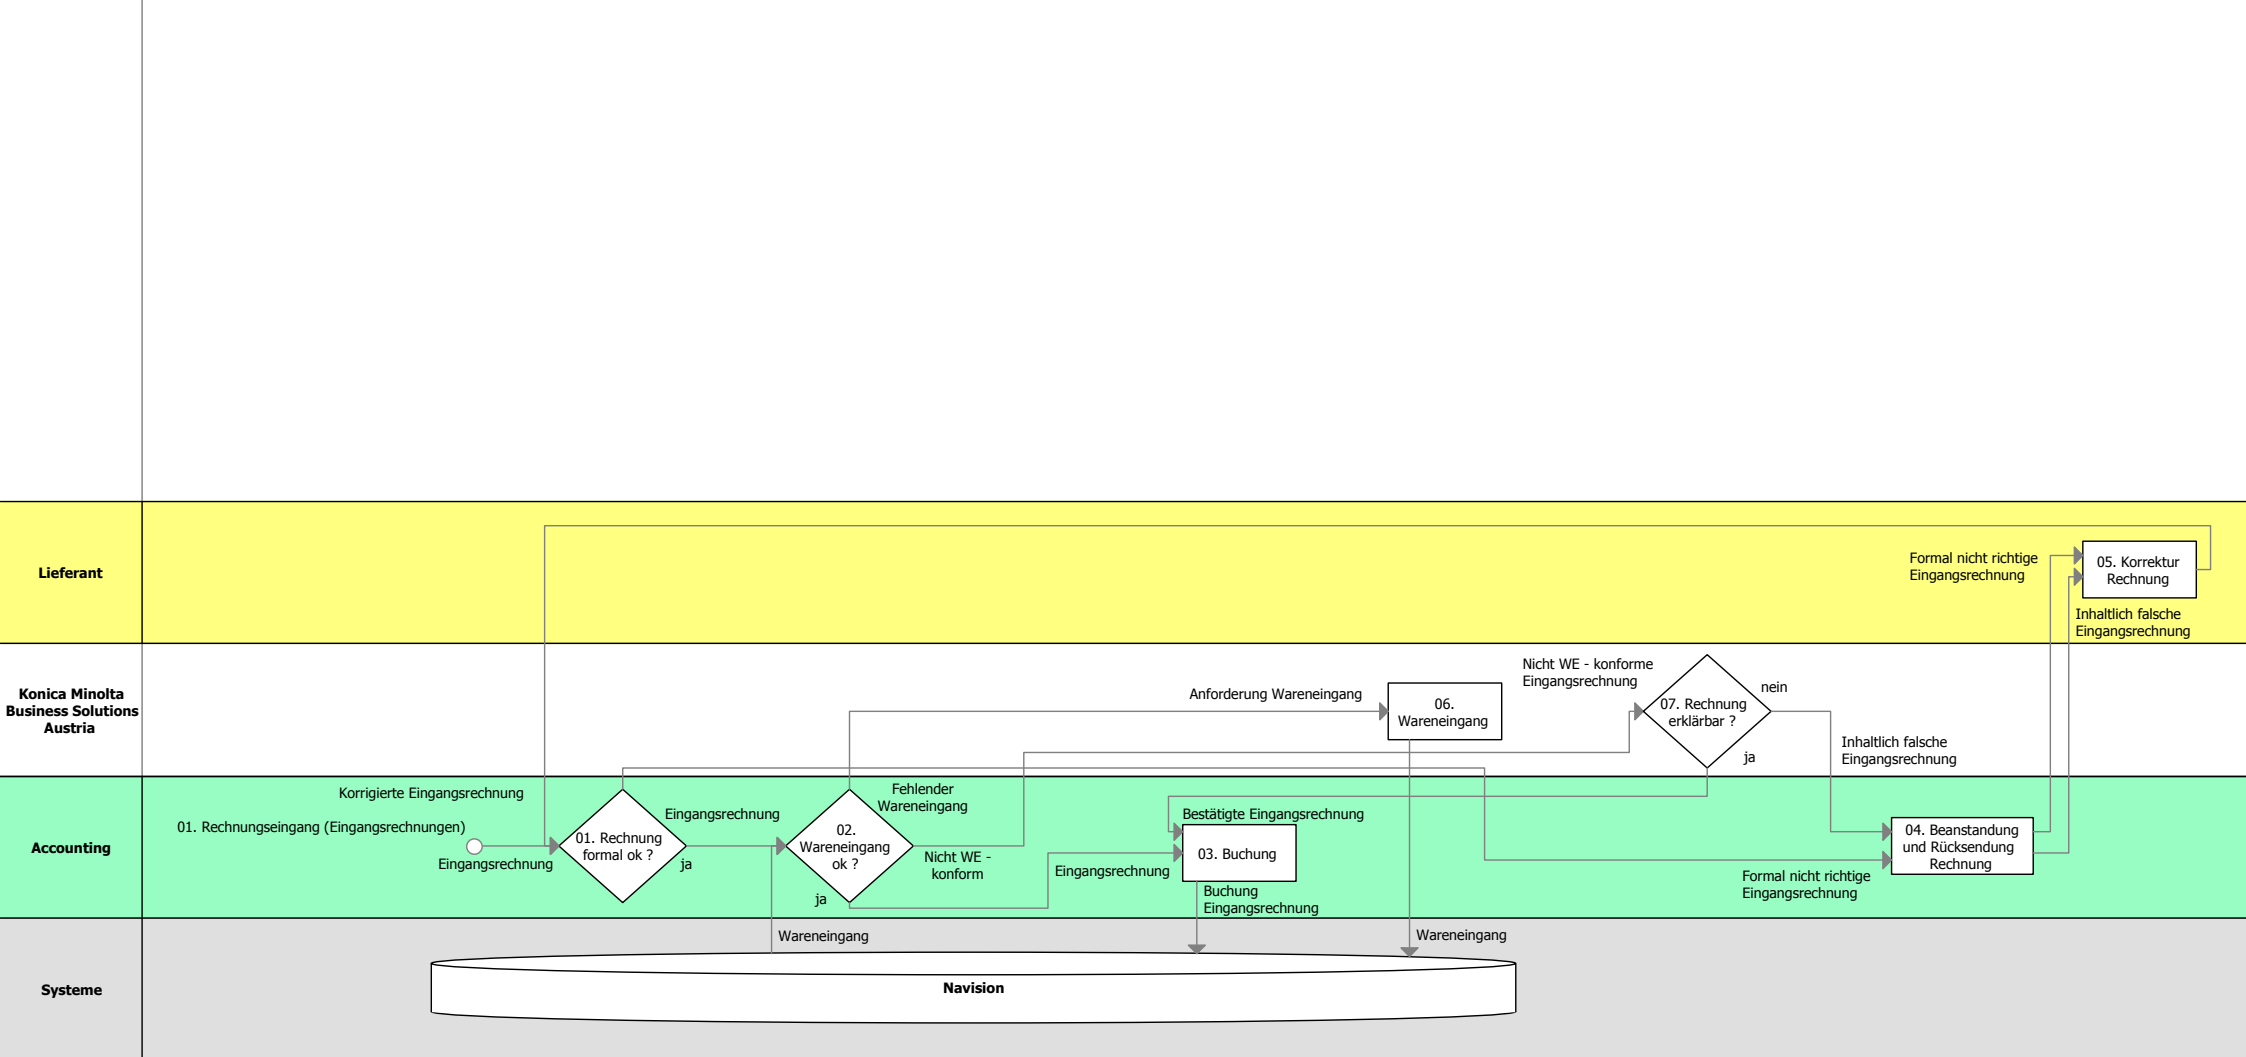 Lieferant
Formal nicht richtige
Eingangsrechnung
05. Korrektur
Rechnung
Inhaltlich falsche
Eingangsrechnung
Konica Minolta
Business Solutions
Austria
Anforderung Wareneingang
06.
Wareneingang
Nicht WE - konforme
Eingangsrechnung
07. Rechnung
erklärbar ?
nein
ja
Inhaltlich falsche
Eingangsrechnung
Accounting
Korrigierte Eingangsrechnung
01. Rechnungseingang (Eingangsrechnungen)
Eingangsrechnung
01. Rechnung
formal ok ?
Eingangsrechnung
ja
Fehlender
Wareneingang
02.
Wareneingang
ok ?
ja
Nicht WE -
konform
Eingangsrechnung
Bestätigte Eingangsrechnung
03. Buchung
Buchung
Eingangsrechnung
Formal nicht richtige
Eingangsrechnung
04. Beanstandung
und Rücksendung
Rechnung
Systeme
Wareneingang
Wareneingang
Navision